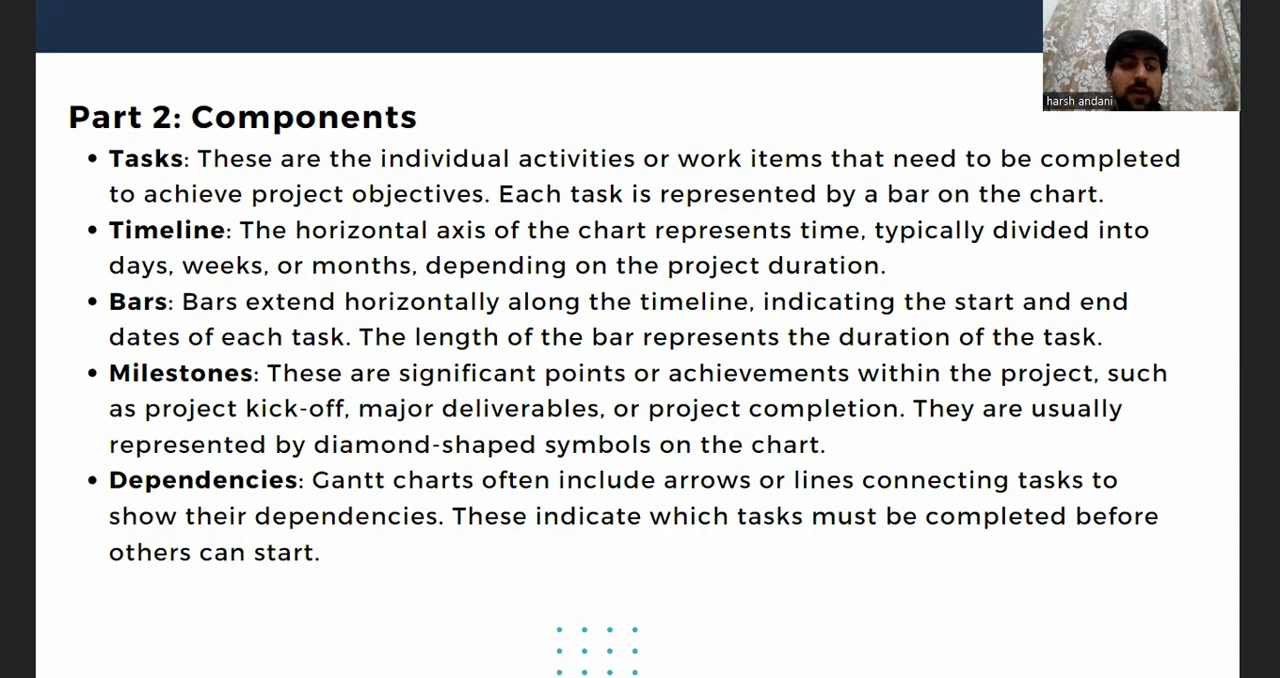 harsh andani
Part 2: Components
• Tasks: These are the individual activities or work items that need to be completed
to achieve project objectives. Each task is represented by a bar on the chart.
• Timeline: The horizontal axis of the chart represents time, typically divided into
days, weeks, or months, depending on the project duration.
• Bars: Bars extend horizontally along the timeline, indicating the start and end
dates of each task. The length of the bar represents the duration of the task.
• Milestones: These are significant points or achievements within the project, such
as project kick-off, major deliverables, or project completion. They are usually
represented by diamond-shaped symbols on the chart.
• Dependencies: Gantt charts often include arrows or lines connecting tasks to
show their dependencies. These indicate which tasks must be completed before
others can start.